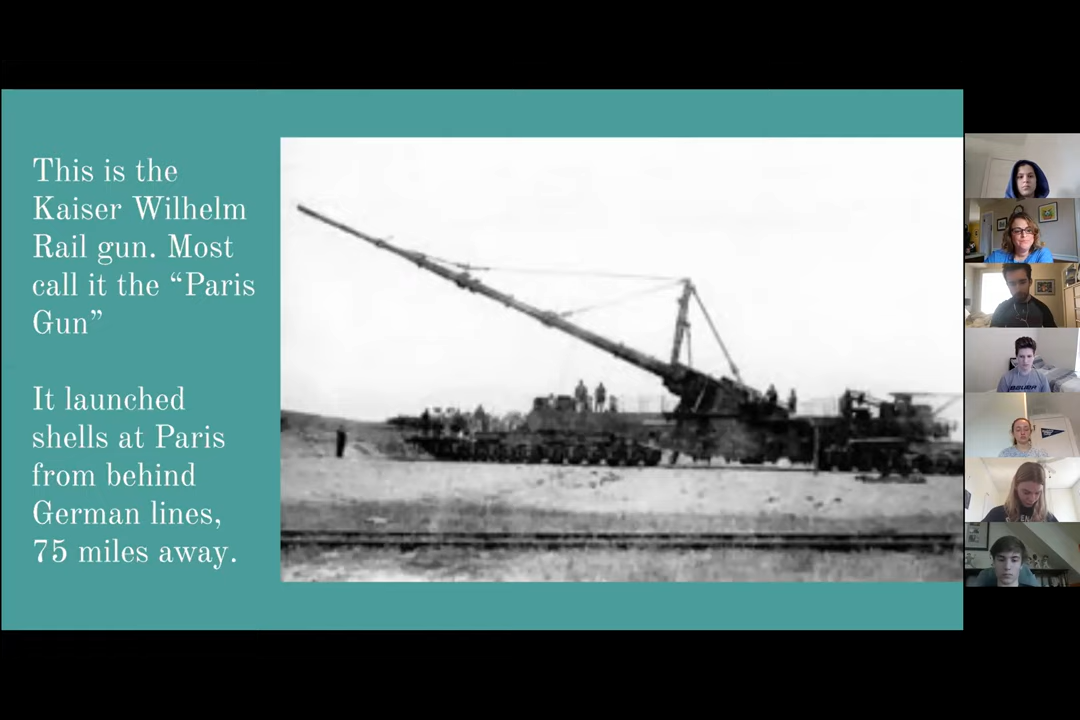 This is the
Kaiser Wilhelm
Rail gun. Most
call it the “Paris
Gun”
It launched
shells at Paris
from behind
German lines,
75 miles away.